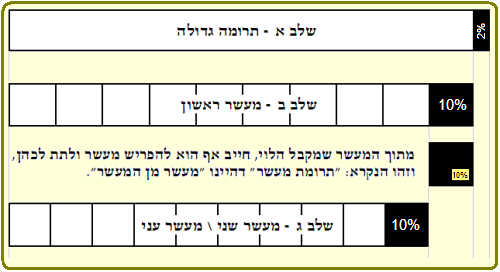 שלב א - תרומה גדולה
2%
שלב ב - מעשר ראשון
10%
מתוך המעשר שמקבל הלוי, חייב אף הוא להפריש מעשר ולתת לכהן,
וזהו הנקרא: "תרומת מעשר" דהיינו "מעשר מן המעשר".
10%
שלב ג - מעשר שני \ מעשר עני
10%